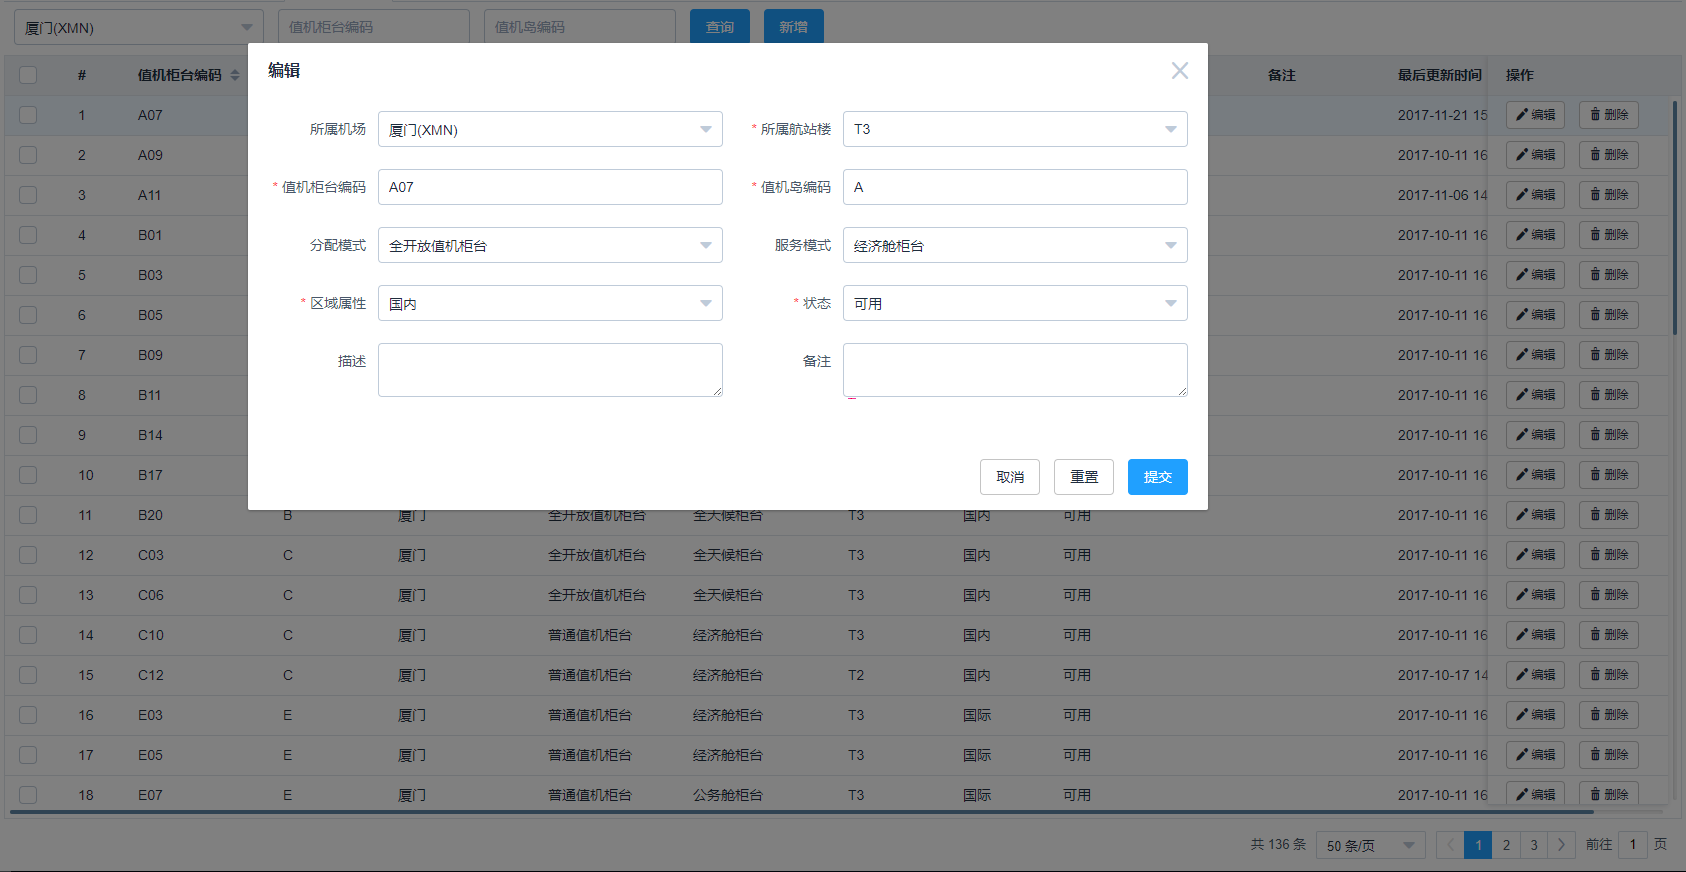 厦门(XMN) 值机柜台编码 值机岛编码 查询 新增
# 值机柜台编码 备注 最后更新时间 操作
编辑
所属机场 厦门(XMN) * 所属航站楼 T3
* 值机柜台编码 A07 * 值机岛编码 A
分配模式 全开放值机柜台 服务模式 经济舱柜台
* 区域属性 国内 * 状态 可用
描述 备注
取消 重置 提交
1 A07 2017-11-21 15 编辑 删除
2 A09 2017-10-11 16 编辑 删除
3 A11 2017-11-06 14 编辑 删除
4 B01 2017-10-11 16 编辑 删除
5 B03 2017-10-11 16 编辑 删除
6 B05 2017-10-11 16 编辑 删除
7 B09 2017-10-11 16 编辑 删除
8 B11 2017-10-11 16 编辑 删除
9 B14 2017-10-11 16 编辑 删除
10 B17 2017-10-11 16 编辑 删除
11 B20 B 厦门 全开放值机柜台 全天候柜台 T3 国内 可用 2017-10-11 16 编辑 删除
12 C03 C 厦门 全开放值机柜台 全天候柜台 T3 国内 可用 2017-10-11 16 编辑 删除
13 C06 C 厦门 全开放值机柜台 全天候柜台 T3 国内 可用 2017-10-11 16 编辑 删除
14 C10 C 厦门 普通值机柜台 经济舱柜台 T3 国内 可用 2017-10-11 16 编辑 删除
15 C12 C 厦门 普通值机柜台 经济舱柜台 T2 国内 可用 2017-10-17 14 编辑 删除
16 E03 E 厦门 普通值机柜台 经济舱柜台 T3 国际 可用 2017-10-11 16 编辑 删除
17 E05 E 厦门 普通值机柜台 经济舱柜台 T3 国际 可用 2017-10-11 16 编辑 删除
18 E07 E 厦门 普通值机柜台 公务舱柜台 T3 国际 可用 2017-10-11 16 编辑 删除
共 136 条 50 条/页 1 2 3 前往 1 页